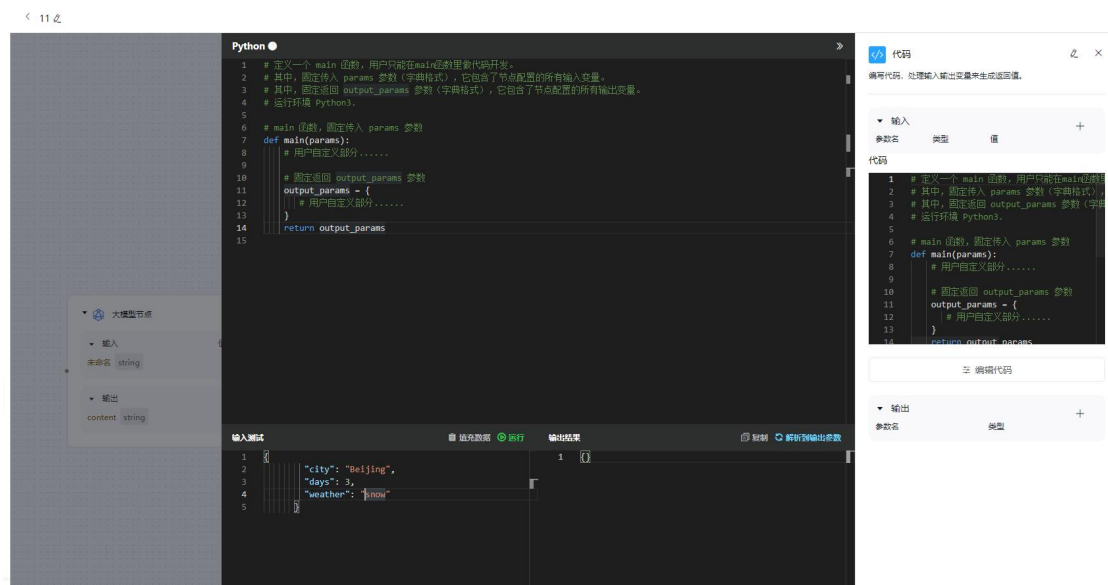 11
大模型节点
输入
未命名 string
输出
content string
Python
1 # 定义一个 main 函数，用户只能在main函数里做代码开发。
2 # 其中，固定传入 params 参数（字典格式），它包含了节点配置的所有输入变量。
3 # 其中，固定返回 output_params 参数（字典格式），它包含了节点配置的所有输出变量。
4 # 运行环境 Python3.
5
6 # main 函数，固定传入 params 参数
7 def main(params):
8 # 用户自定义部分......
9
10 # 固定返回 output_params 参数
11 output_params = {
12 # 用户自定义部分......
13 }
14 return output_params
15
输入测试 填充数据 运行
1 {
2 "city": "Beijing",
3 "days": 3,
4 "weather": "snow"
5 }
输出结果 复制 解析到输出参数
1 {}
代码
编写代码、处理输入输出变量来生成返回值。
输入
参数名 类型 值
代码
1 # 定义一个 main 函数，用户只能在main函数里
2 # 其中，固定传入 params 参数（字典格式），
3 # 其中，固定返回 output_params 参数（字典
4 # 运行环境 Python3.
5
6 # main 函数，固定传入 params 参数
7 def main(params):
8 # 用户自定义部分......
9
10 # 固定返回 output_params 参数
11 output_params = {
12 # 用户自定义部分......
13 }
14 return output_params
编辑代码
输出
参数名 类型